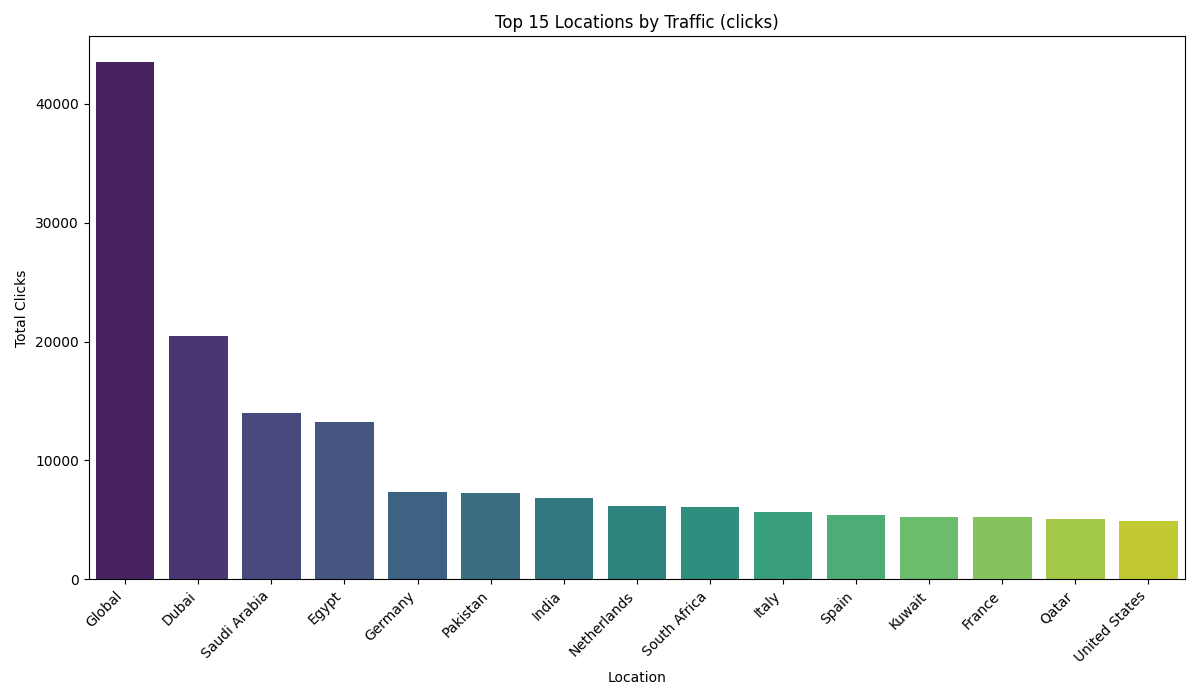 Top 15 Locations by Traffic (clicks)
Total Clicks
40000
30000
20000
10000
0
Global
Dubai
Saudi Arabia
Egypt
Germany
Pakistan
India
Netherlands
South Africa
Italy
Spain
Kuwait
France
Qatar
United States
Location